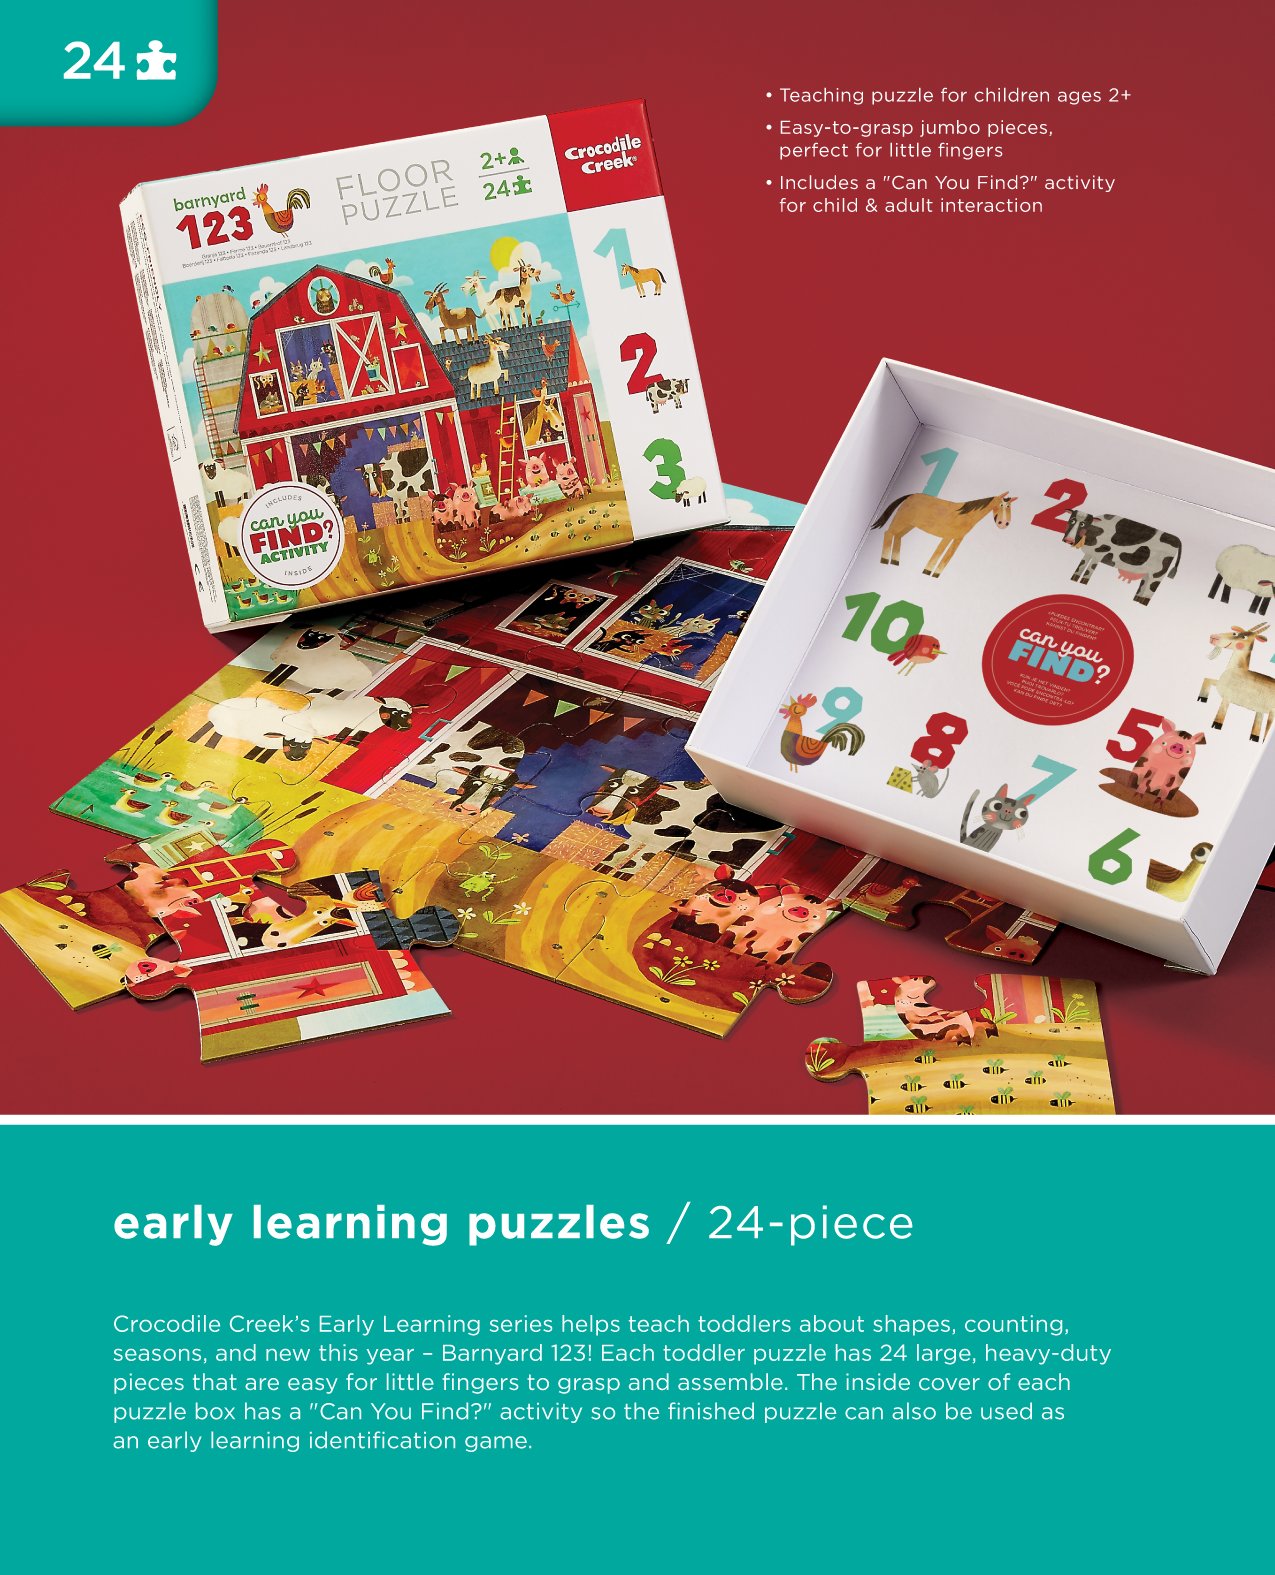 24
• Teaching puzzle for children ages 2+
• Easy-to-grasp jumbo pieces,
perfect for little fingers
• Includes a "Can You Find?" activity
for child & adult interaction
barnyard
123
FLOOR
PUZZLE
2+
24
Crocodile
Creek®
1
2
3
INCLUDES
can you
FIND?
ACTIVITY
INSIDE
1
2
10
can you
FIND?
9
8
7
5
6
early learning puzzles / 24-piece
Crocodile Creek’s Early Learning series helps teach toddlers about shapes, counting,
seasons, and new this year – Barnyard 123! Each toddler puzzle has 24 large, heavy-duty
pieces that are easy for little fingers to grasp and assemble. The inside cover of each
puzzle box has a "Can You Find?" activity so the finished puzzle can also be used as
an early learning identification game.